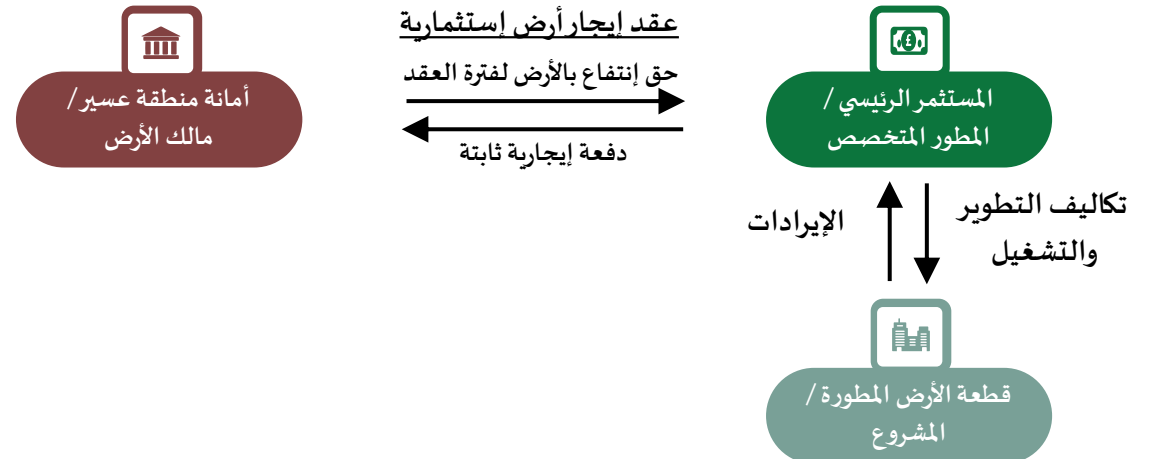 عقد إيجار أرض إستثمارية
حق إنتفاع بالأرض لفترة العقد
دفعة إيجارية ثابتة
المستثمر الرئيسي /
المطور المتخصص
أمانة منطقة عسير /
مالك الأرض
تكاليف التطوير
والتشغيل
الإيرادات
قطعة الأرض المطورة /
المشروع